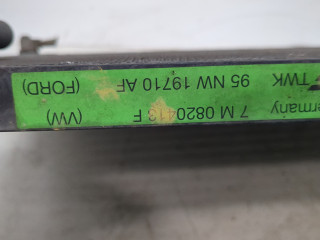 ermany 7 M 0820413 F (VW)
TWK 95 NW 19710 AF (FORD)